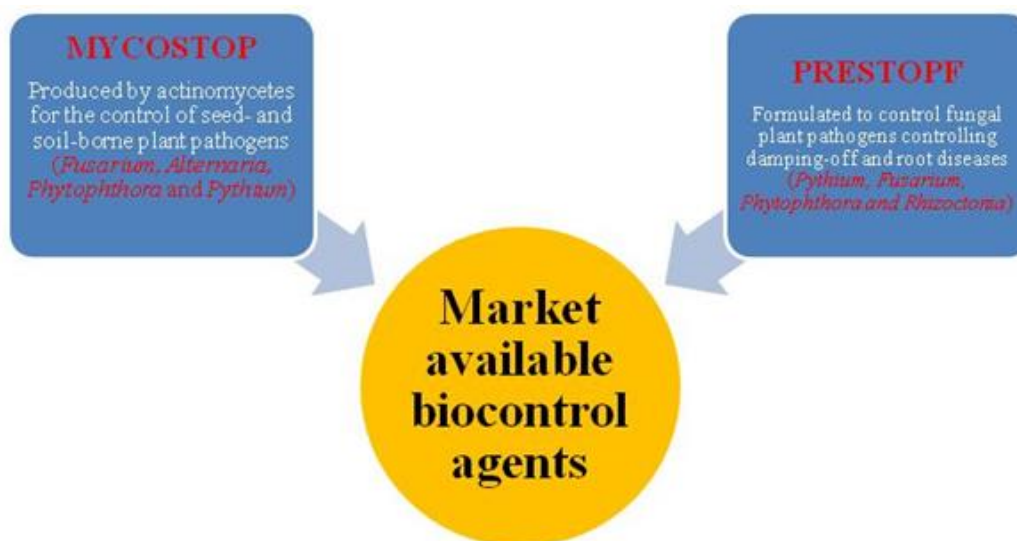 MYCOSTOP
Produced by actinomycetes
for the control of seed- and
soil-borne plant pathogens
(Fusarium, Alternaria,
Phytophthora and Pythium)
PRESTOPF
Formulated to control fungal
plant pathogens controlling
damping-off and root diseases
(Pythium, Fusarium,
Phytophthora and Rhizoctonia)
Market
available
biocontrol
agents